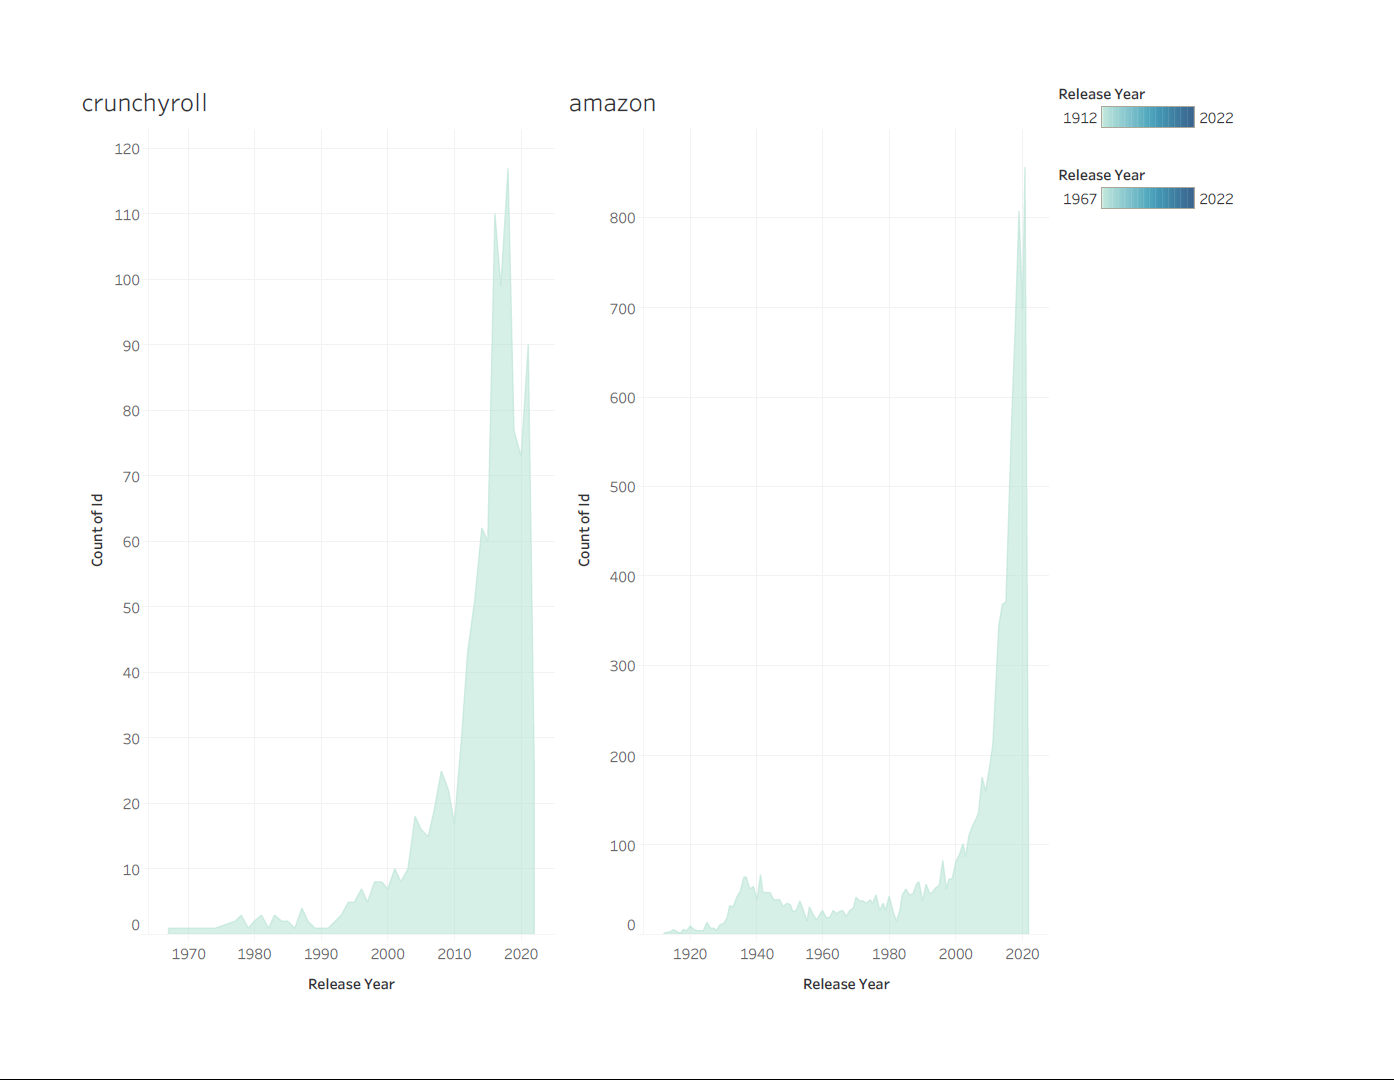 crunchyroll
120
110
100
90
80
70
60
50
40
30
20
10
0
Count of Id
1970 1980 1990 2000 2010 2020
Release Year
amazon
800
700
600
500
400
300
200
100
0
Count of Id
1920 1940 1960 1980 2000 2020
Release Year
Release Year
1912 2022
Release Year
1967 2022